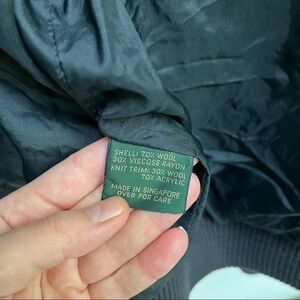 SHELL: 70% WOOL
30% VISCOSE RAYON
KNIT TRIM: 30% WOOL
70% ACRYLIC
MADE IN SINGAPORE
OVER FOR CARE